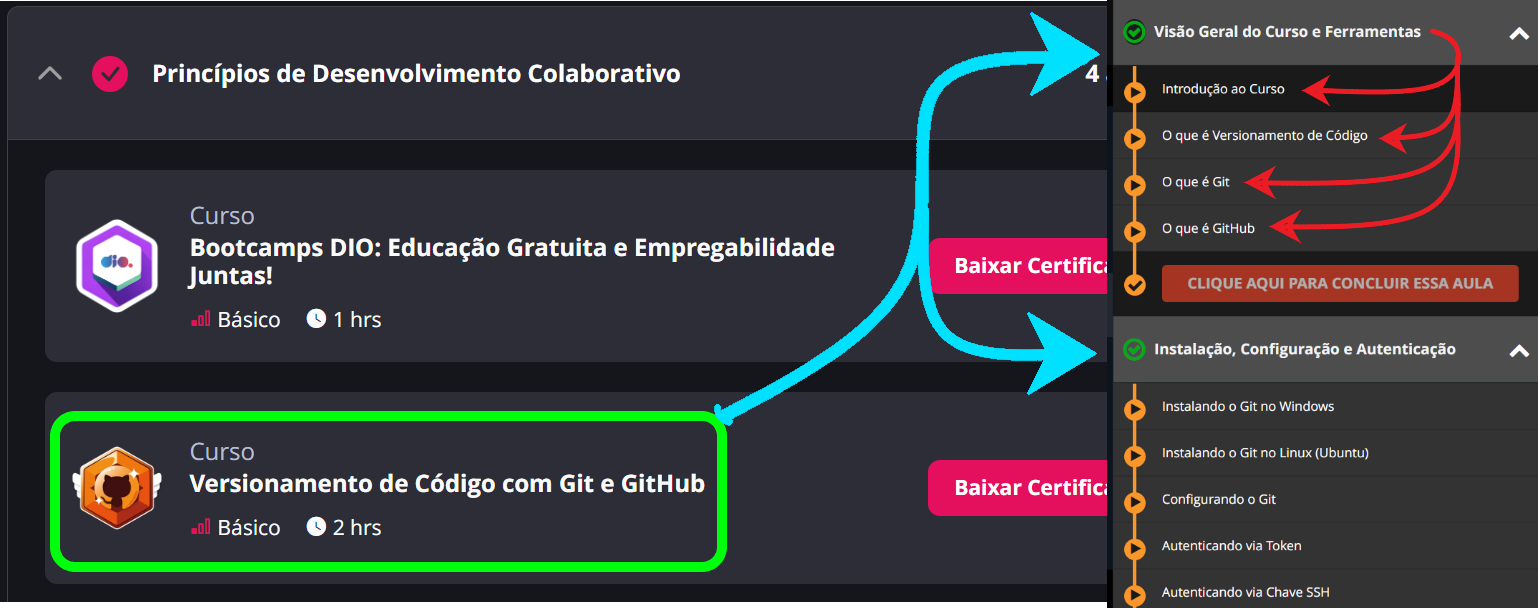 Princípios de Desenvolvimento Colaborativo
4
Curso
Bootcamps DIO: Educação Gratuita e Empregabilidade
Juntas!
Básico
1 hrs
Baixar Certifica
dio.
Curso
Versionamento de Código com Git e GitHub
Básico
2 hrs
Baixar Certifica
Visão Geral do Curso e Ferramentas
Introdução ao Curso
O que é Versionamento de Código
O que é Git
O que é GitHub
CLIQUE AQUI PARA CONCLUIR ESSA AULA
Instalação, Configuração e Autenticação
Instalando o Git no Windows
Instalando o Git no Linux (Ubuntu)
Configurando o Git
Autenticando via Token
Autenticando via Chave SSH